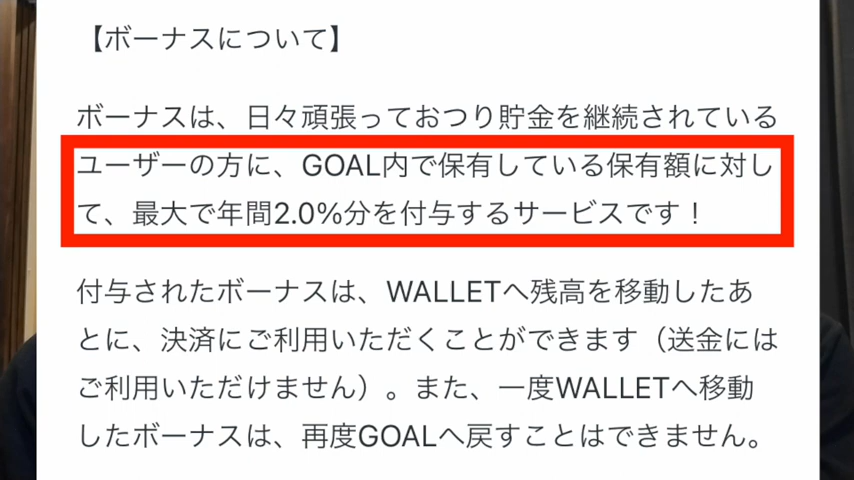 【ボーナスについて】
ボーナスは、日々頑張っておつり貯金を継続されている
ユーザーの方に、GOAL内で保有している保有額に対し
て、最大で年間2.0%分を付与するサービスです！
付与されたボーナスは、WALLETへ残高を移動したあ
とに、決済にご利用いただくことができます（送金には
ご利用いただけません）。また、一度WALLETへ移動
したボーナスは、再度GOALへ戻すことはできません。